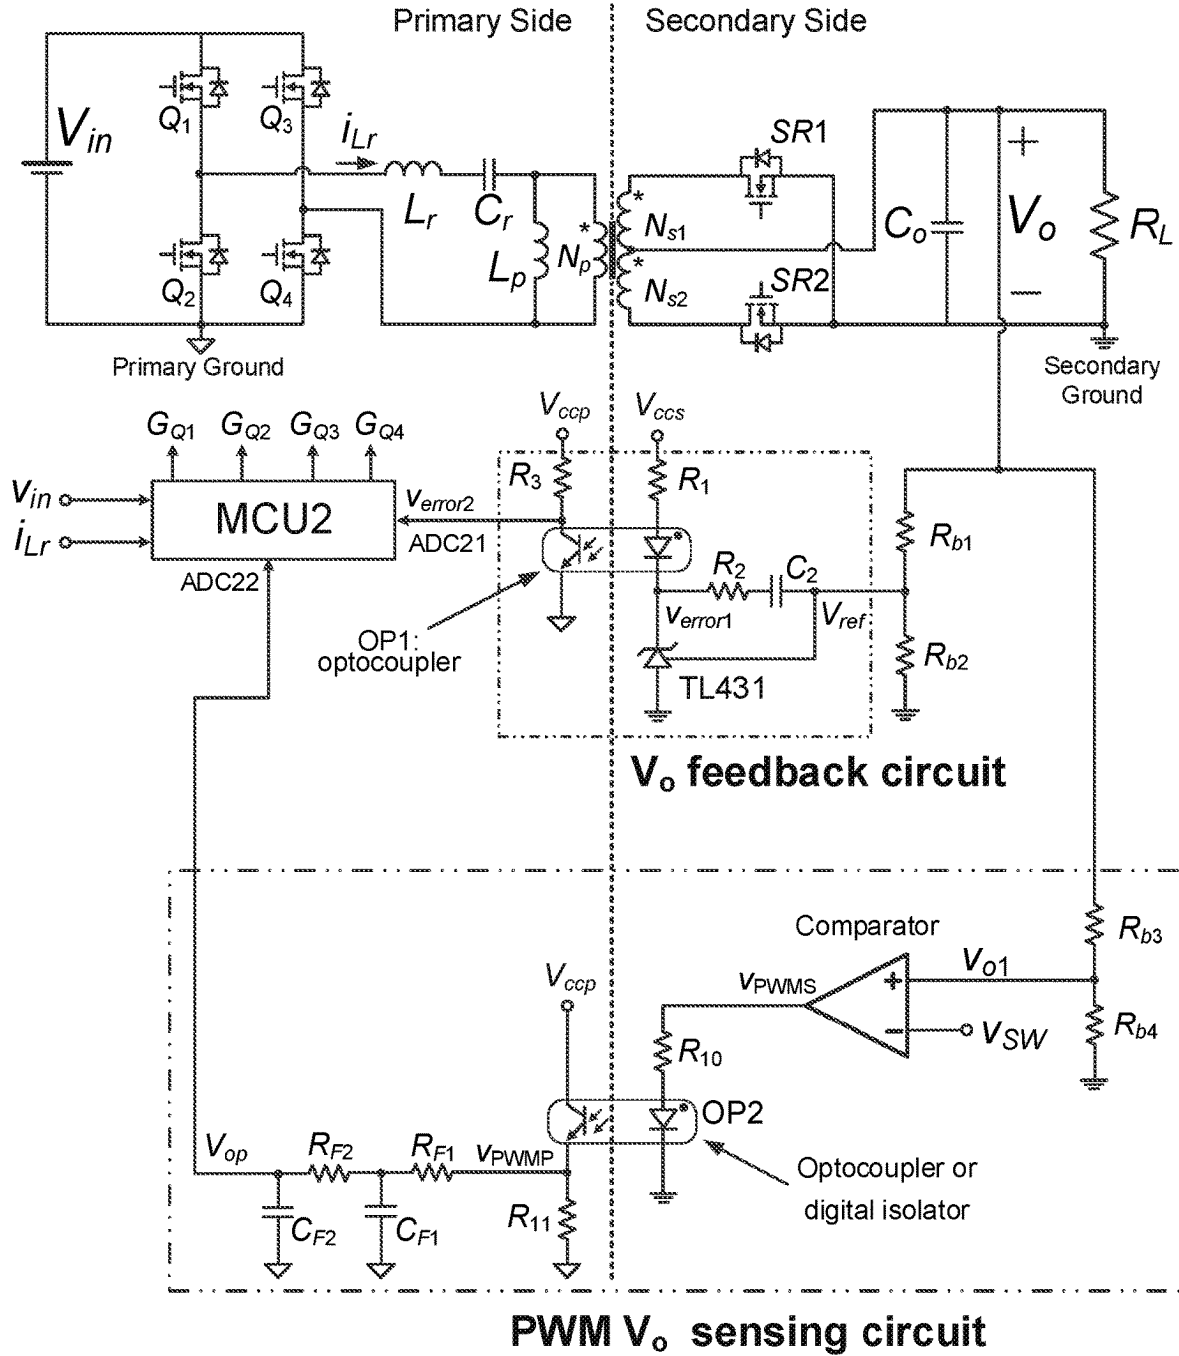 Primary Side
Secondary Side
Vin
Q1
Q3
iLr
Lr
Cr
Lp
Np
*
Q2
Q4
Primary Ground
*
Ns1
*
Ns2
SR1
SR2
Co
+
Vo
−
RL
Secondary
Ground
GQ1
GQ2
GQ3
GQ4
vin
iLr
MCU2
verror2
ADC21
ADC22
Vccp
Vccs
R3
R1
OP1:
optocoupler
R2
C2
verror1
Vref
TL431
Rb1
Rb2
Vo feedback circuit
Comparator
Rb3
vo1
+
−
vSW
Rb4
vPWMS
Vccp
R10
OP2
Optocoupler or
digital isolator
Vop
RF2
RF1
vPWMP
CF2
CF1
R11
PWM Vo sensing circuit